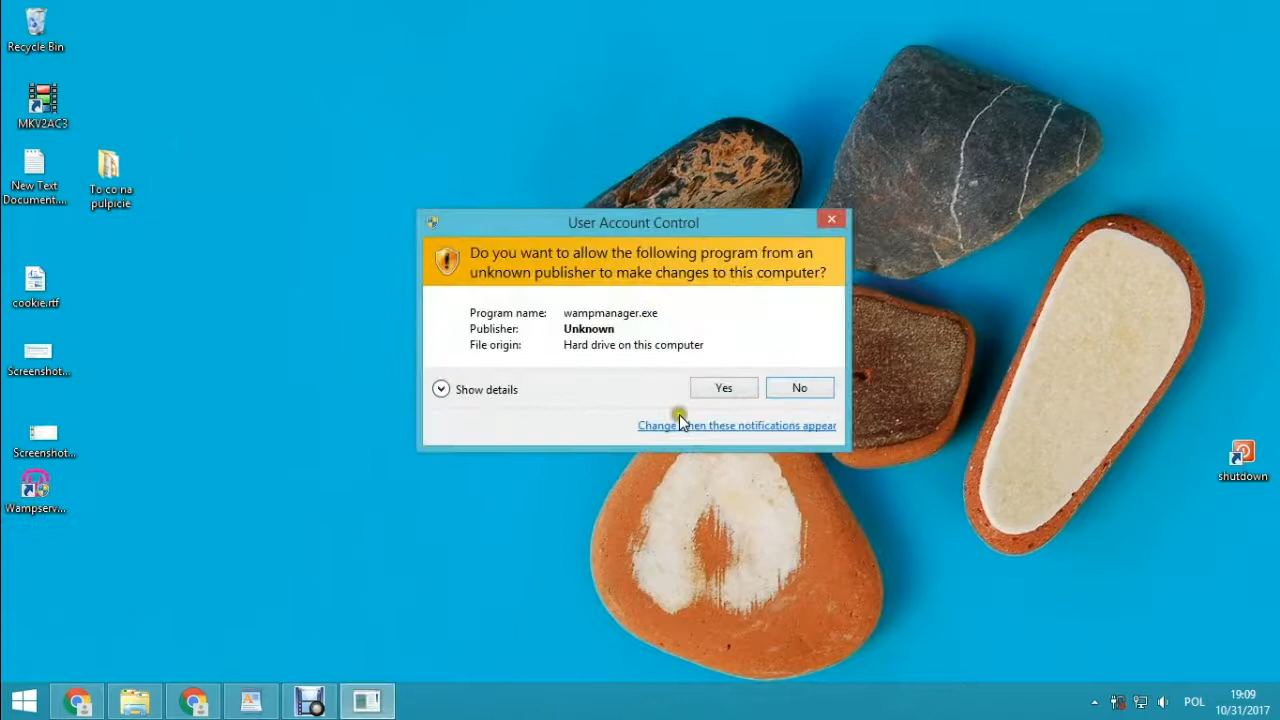 Recycle Bin
MKV2AC3
New Text
Document....
To co na
pulpicie
cookie.rtf
Screenshot...
Screenshot...
Wampserv...
User Account Control
Do you want to allow the following program from an
unknown publisher to make changes to this computer?
Program name: wampmanager.exe
Publisher: Unknown
File origin: Hard drive on this computer
Show details
Yes
No
Change when these notifications appear
shutdown
POL
19:09
10/31/2017